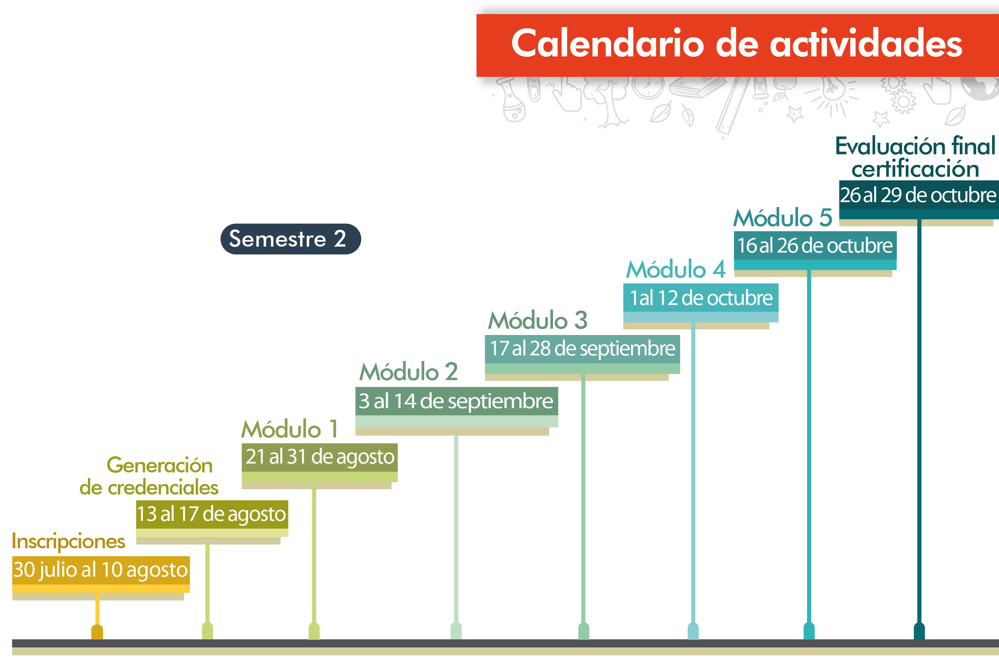 Calendario de actividades
Semestre 2
Inscripciones
30 julio al 10 agosto
Generación
de credenciales
13 al 17 de agosto
Módulo 1
21 al 31 de agosto
Módulo 2
3 al 14 de septiembre
Módulo 3
17 al 28 de septiembre
Módulo 4
1al 12 de octubre
Módulo 5
16 al 26 de octubre
Evaluación final
certificación
26 al 29 de octubre